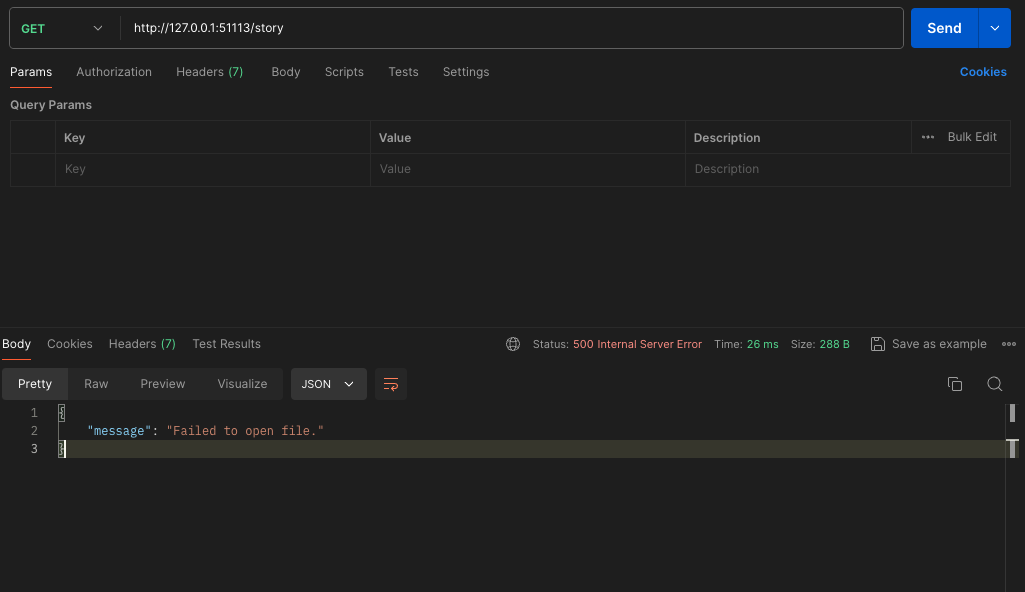 GET http://127.0.0.1:51113/story Send
Params Authorization Headers (7) Body Scripts Tests Settings Cookies
Query Params
Key Value Description ••• Bulk Edit
Key Value Description
Body Cookies Headers (7) Test Results Status: 500 Internal Server Error Time: 26 ms Size: 288 B Save as example
Pretty Raw Preview Visualize JSON
1 {
2 "message": "Failed to open file."
3 }